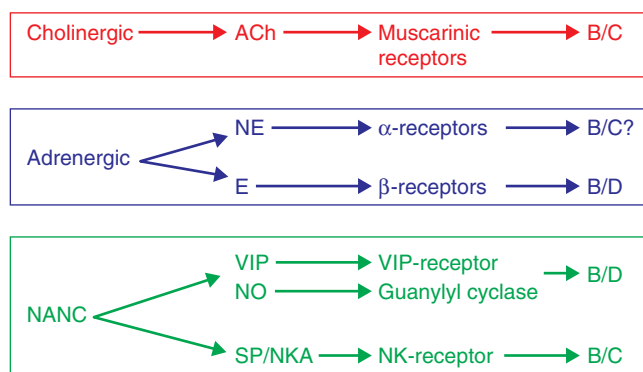 Cholinergic ACh Muscarinic receptors B/C
NE α-receptors B/C?
Adrenergic
E β-receptors B/D
VIP VIP-receptor
B/D
NO Guanylyl cyclase
NANC
SP/NKA NK-receptor B/C